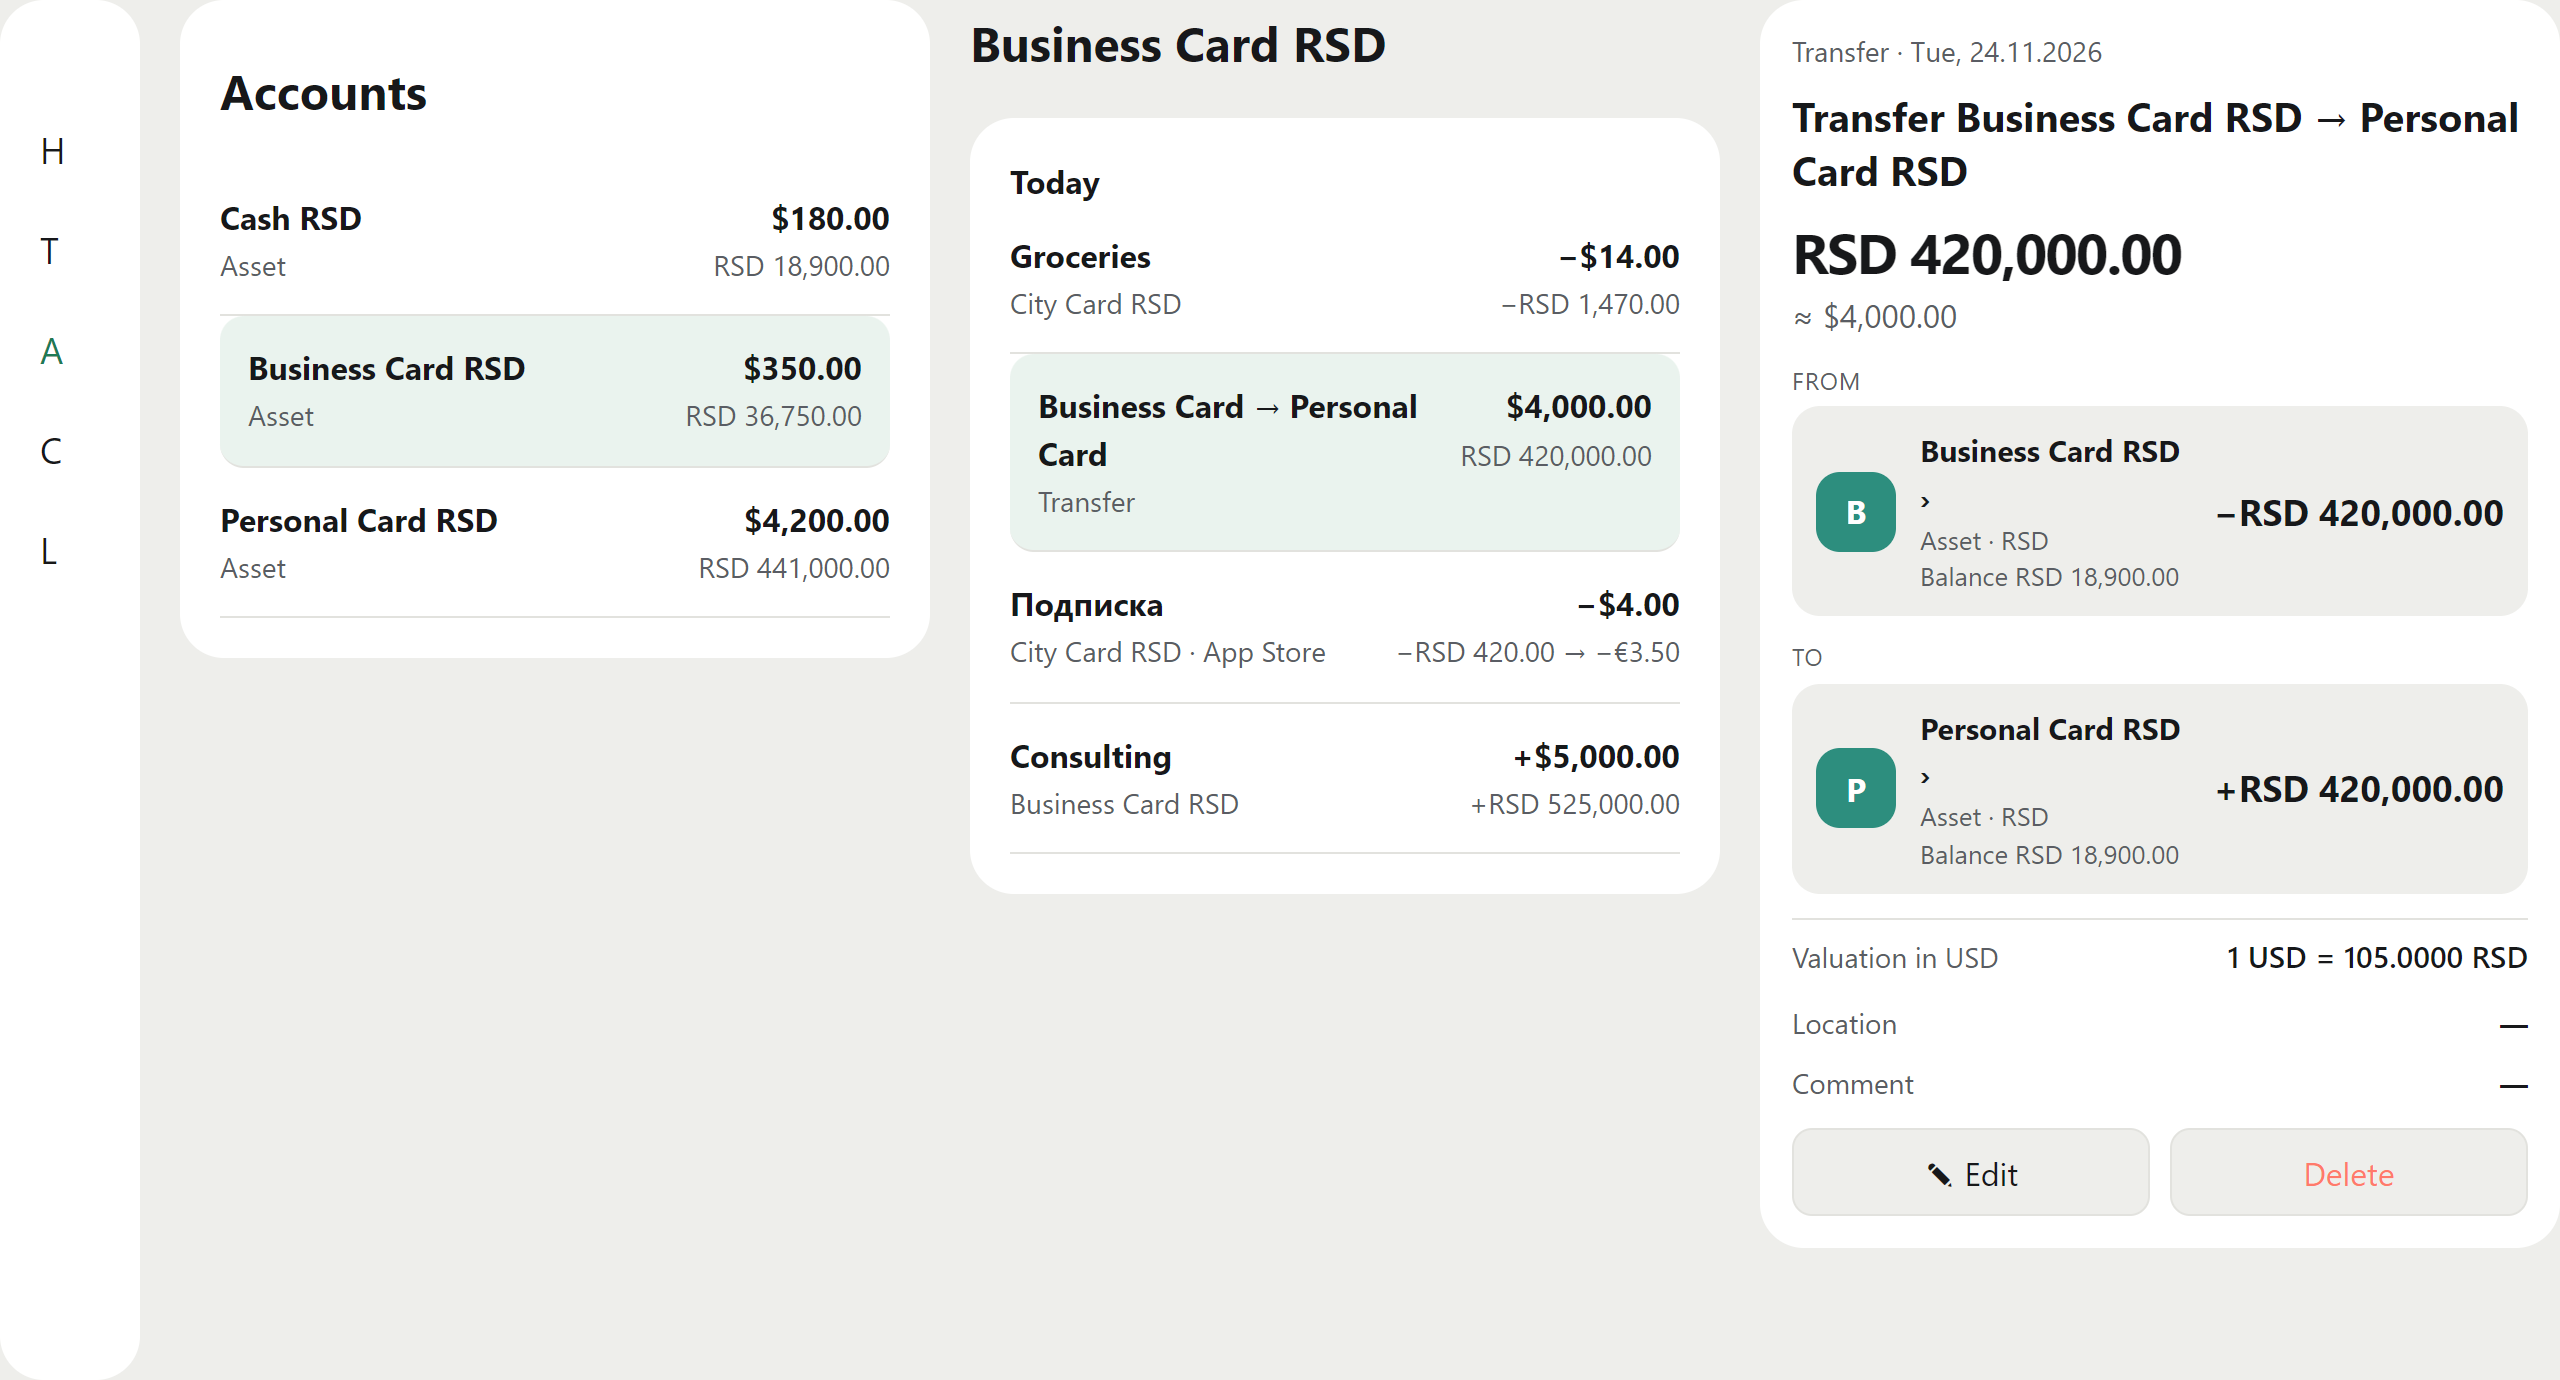 H
T
A
C
L
Accounts
Cash RSD $180.00
Asset RSD 18,900.00
Business Card RSD $350.00
Asset RSD 36,750.00
Personal Card RSD $4,200.00
Asset RSD 441,000.00
Business Card RSD
Today
Groceries −$14.00
City Card RSD −RSD 1,470.00
Business Card → Personal $4,000.00
Card RSD 420,000.00
Transfer
Подписка −$4.00
City Card RSD · App Store −RSD 420.00 → −€3.50
Consulting +$5,000.00
Business Card RSD +RSD 525,000.00
Transfer · Tue, 24.11.2026
Transfer Business Card RSD → Personal
Card RSD
RSD 420,000.00
≈ $4,000.00
FROM
B
Business Card RSD
›
−RSD 420,000.00
Asset · RSD
Balance RSD 18,900.00
TO
P
Personal Card RSD
›
+RSD 420,000.00
Asset · RSD
Balance RSD 18,900.00
Valuation in USD 1 USD = 105.0000 RSD
Location —
Comment —
✎ Edit
Delete